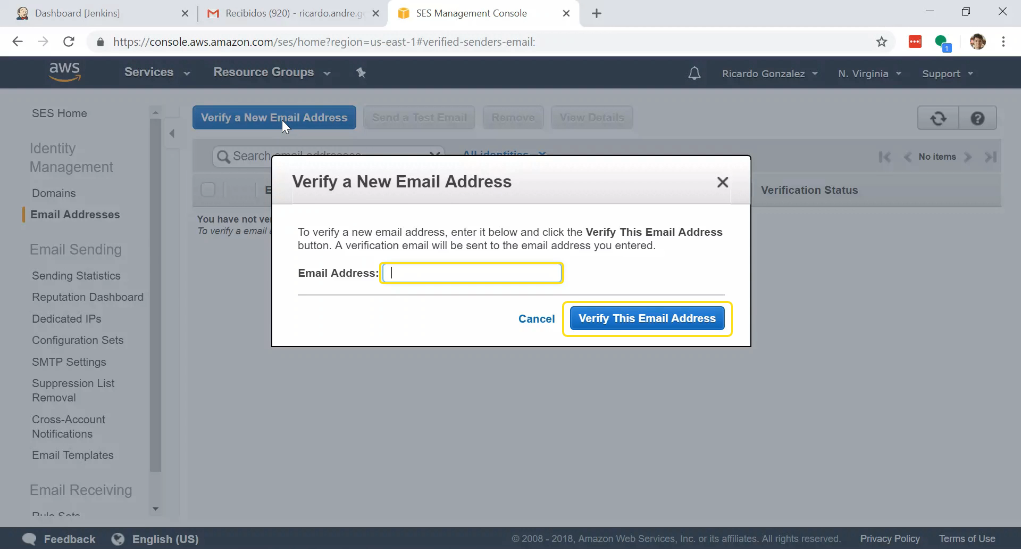 Dashboard [Jenkins]
Recibidos (920) - ricardo.andre.g
SES Management Console
https://console.aws.amazon.com/ses/home?region=us-east-1#verified-senders-email:
1
aws
Services
Resource Groups
Ricardo Gonzalez
N. Virginia
Support
SES Home
Identity
Management
Domains
Email Addresses
Email Sending
Sending Statistics
Reputation Dashboard
Dedicated IPs
Configuration Sets
SMTP Settings
Suppression List
Removal
Cross-Account
Notifications
Email Templates
Email Receiving
Rule Sets
Verify a New Email Address
Send a Test Email
Remove
View Details
Search email addresses
All identities
No items
E
Verification Status
You have not ve
To verify a email
Verify a New Email Address
To verify a new email address, enter it below and click the Verify This Email Address
button. A verification email will be sent to the email address you entered.
Email Address:
Cancel
Verify This Email Address
Feedback
English (US)
© 2008 - 2018, Amazon Web Services, Inc. or its affiliates. All rights reserved.
Privacy Policy
Terms of Use